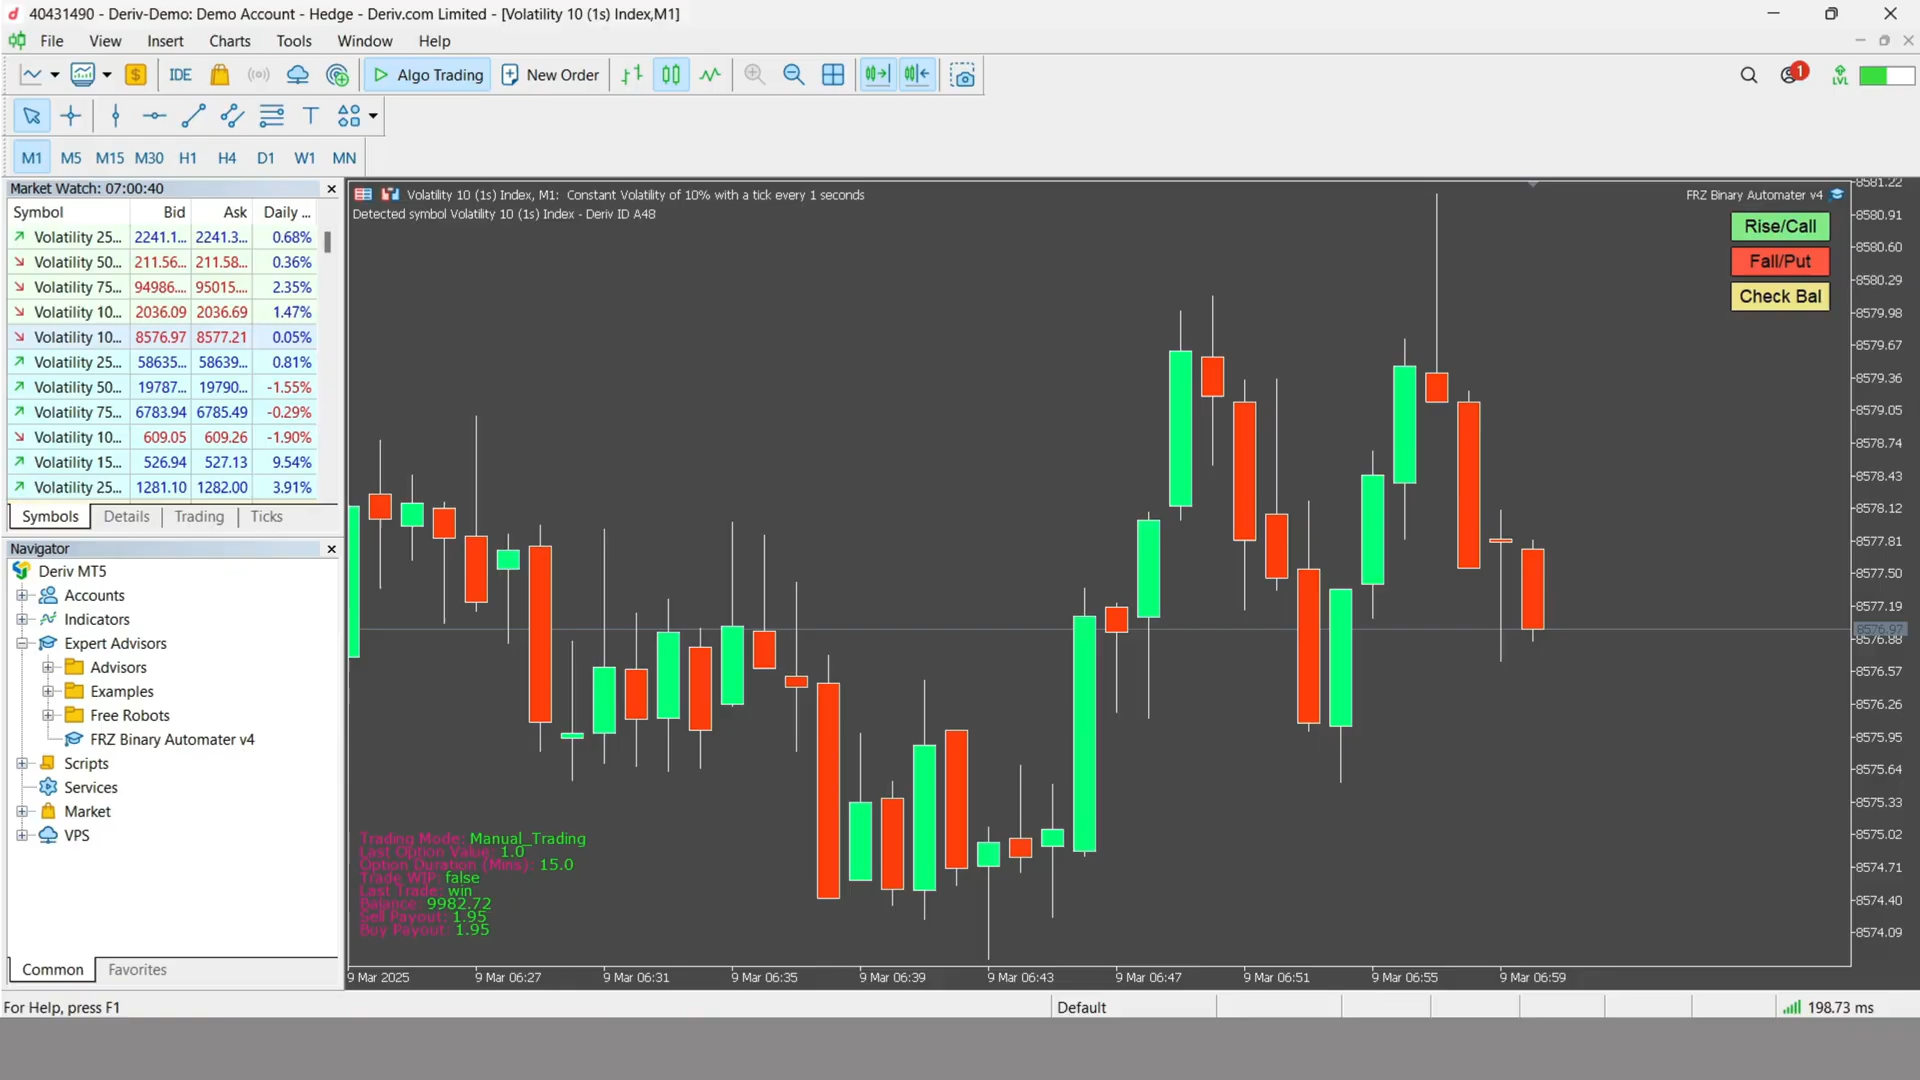 40431490 - Deriv-Demo: Demo Account - Hedge - Deriv.com Limited - [Volatility 10 (1s) Index,M1]
File View Insert Charts Tools Window Help
IDE Algo Trading New Order 1 LVL
M1 M5 M15 M30 H1 H4 D1 W1 MN
Market Watch: 07:00:40
Symbol Bid Ask Daily ...
Volatility 25... 2241.1... 2241.3... 0.68%
Volatility 50... 211.56... 211.58... 0.36%
Volatility 75... 94986.... 95015.... 2.35%
Volatility 10... 2036.09 2036.69 1.47%
Volatility 10... 8576.97 8577.21 0.05%
Volatility 25... 58635... 58639... 0.81%
Volatility 50... 19787... 19790... -1.55%
Volatility 75... 6783.94 6785.49 -0.29%
Volatility 10... 609.05 609.26 -1.90%
Volatility 15... 526.94 527.13 9.54%
Volatility 25... 1281.10 1282.00 3.91%
Symbols Details Trading Ticks
Navigator
Deriv MT5
Accounts
Indicators
Expert Advisors
Advisors
Examples
Free Robots
FRZ Binary Automater v4
Scripts
Services
Market
VPS
Common Favorites
Volatility 10 (1s) Index, M1: Constant Volatility of 10% with a tick every 1 seconds
Detected symbol Volatility 10 (1s) Index - Deriv ID A48
FRZ Binary Automater v4
Rise/Call
Fall/Put
Check Bal
Trading Mode: Manual_Trading
Last Option Value: 1.0
Option Duration (Mins): 15.0
Trade WIP: false
Last Trade: win
Balance: 9982.72
Sell Payout: 1.95
Buy Payout: 1.95
8581.22
8580.91
8580.60
8580.29
8579.98
8579.67
8579.36
8579.05
8578.74
8578.43
8578.12
8577.81
8577.50
8577.19
8576.97
8576.88
8576.57
8576.26
8575.95
8575.64
8575.33
8575.02
8574.71
8574.40
8574.09
9 Mar 2025 9 Mar 06:27 9 Mar 06:31 9 Mar 06:35 9 Mar 06:39 9 Mar 06:43 9 Mar 06:47 9 Mar 06:51 9 Mar 06:55 9 Mar 06:59
For Help, press F1 Default 198.73 ms